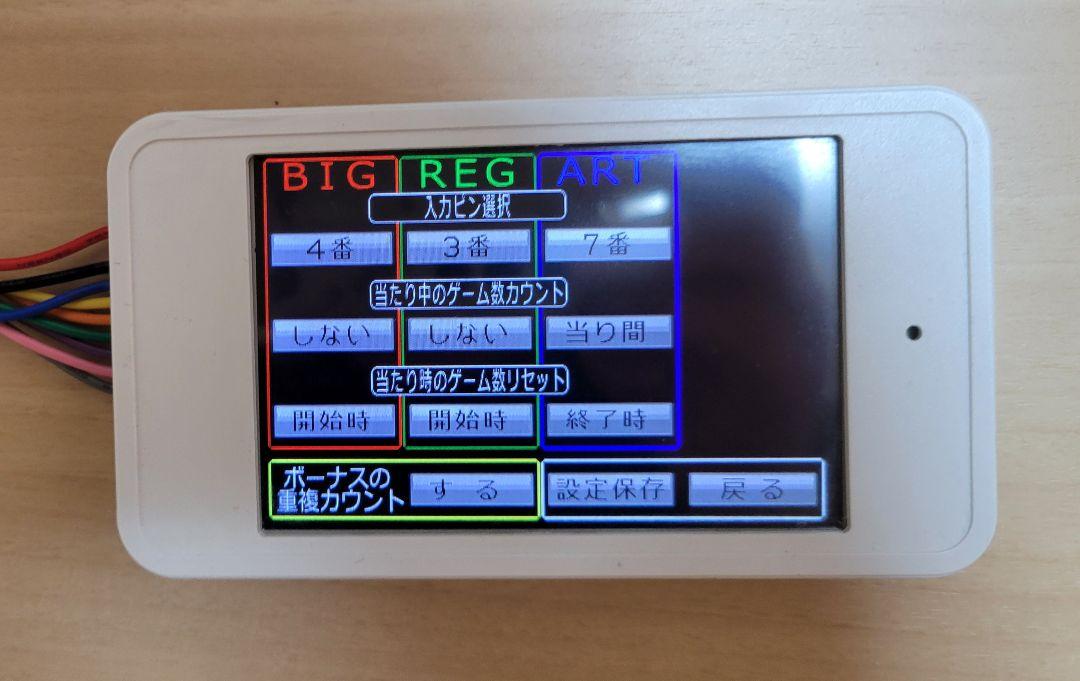 BIG REG ART
入力ピン選択
4番 3番 7番
当たり中のゲーム数カウント
しない しない 当り間
当たり時のゲーム数リセット
開始時 開始時 終了時
ボーナスの
重複カウント する 設定保存 戻る